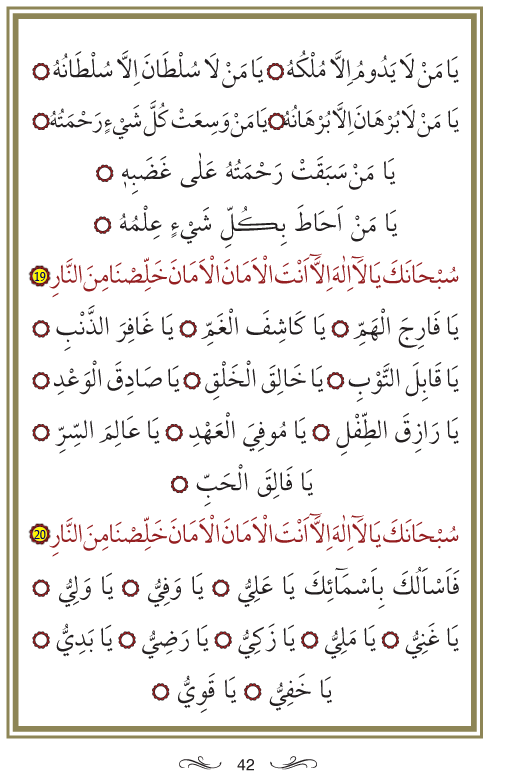 يَا مَنْ لَا يَدُومُ اِلَّا مُلْكُهُ ۞ يَا مَنْ لَا سُلْطَانَ اِلَّا سُلْطَانُهُ ۞
يَا مَنْ لَا بُرْهَانَ اِلَّا بُرْهَانُهُ ۞ يَا مَنْ وَسِعَتْ كُلَّ شَيْءٍ رَحْمَتُهُ ۞
يَا مَنْ سَبَقَتْ رَحْمَتُهُ عَلٰى غَضَبِهٖ ۞
يَا مَنْ اَحَاطَ بِكُلِّ شَيْءٍ عِلْمُهُ ۞
سُبْحَانَكَ يَا لَٓا اِلٰهَ اِلَّٓا اَنْتَ الْاَمَانَ الْاَمَانَ خَلِّصْنَا مِنَ النَّارِ 19
يَا فَارِجَ الْهَمِّ ۞ يَا كَاشِفَ الْغَمِّ ۞ يَا غَافِرَ الذَّنْبِ ۞
يَا قَابِلَ التَّوْبِ ۞ يَا خَالِقَ الْخَلْقِ ۞ يَا صَادِقَ الْوَعْدِ ۞
يَا رَازِقَ الطِّفْلِ ۞ يَا مُوفِيَ الْعَهْدِ ۞ يَا عَالِمَ السِّرِّ ۞
يَا فَالِقَ الْحَبِّ ۞
سُبْحَانَكَ يَا لَٓا اِلٰهَ اِلَّٓا اَنْتَ الْاَمَانَ الْاَمَانَ خَلِّصْنَا مِنَ النَّارِ 20
فَاَسْاَلُكَ بِاَسْمَٓائِكَ يَا عَلِيُّ ۞ يَا وَفِيُّ ۞ يَا وَلِيُّ ۞
يَا غَنِيُّ ۞ يَا مَلِيُّ ۞ يَا زَكِيُّ ۞ يَا رَضِيُّ ۞ يَا بَدِيُّ ۞
يَا خَفِيُّ ۞ يَا قَوِيُّ ۞
42